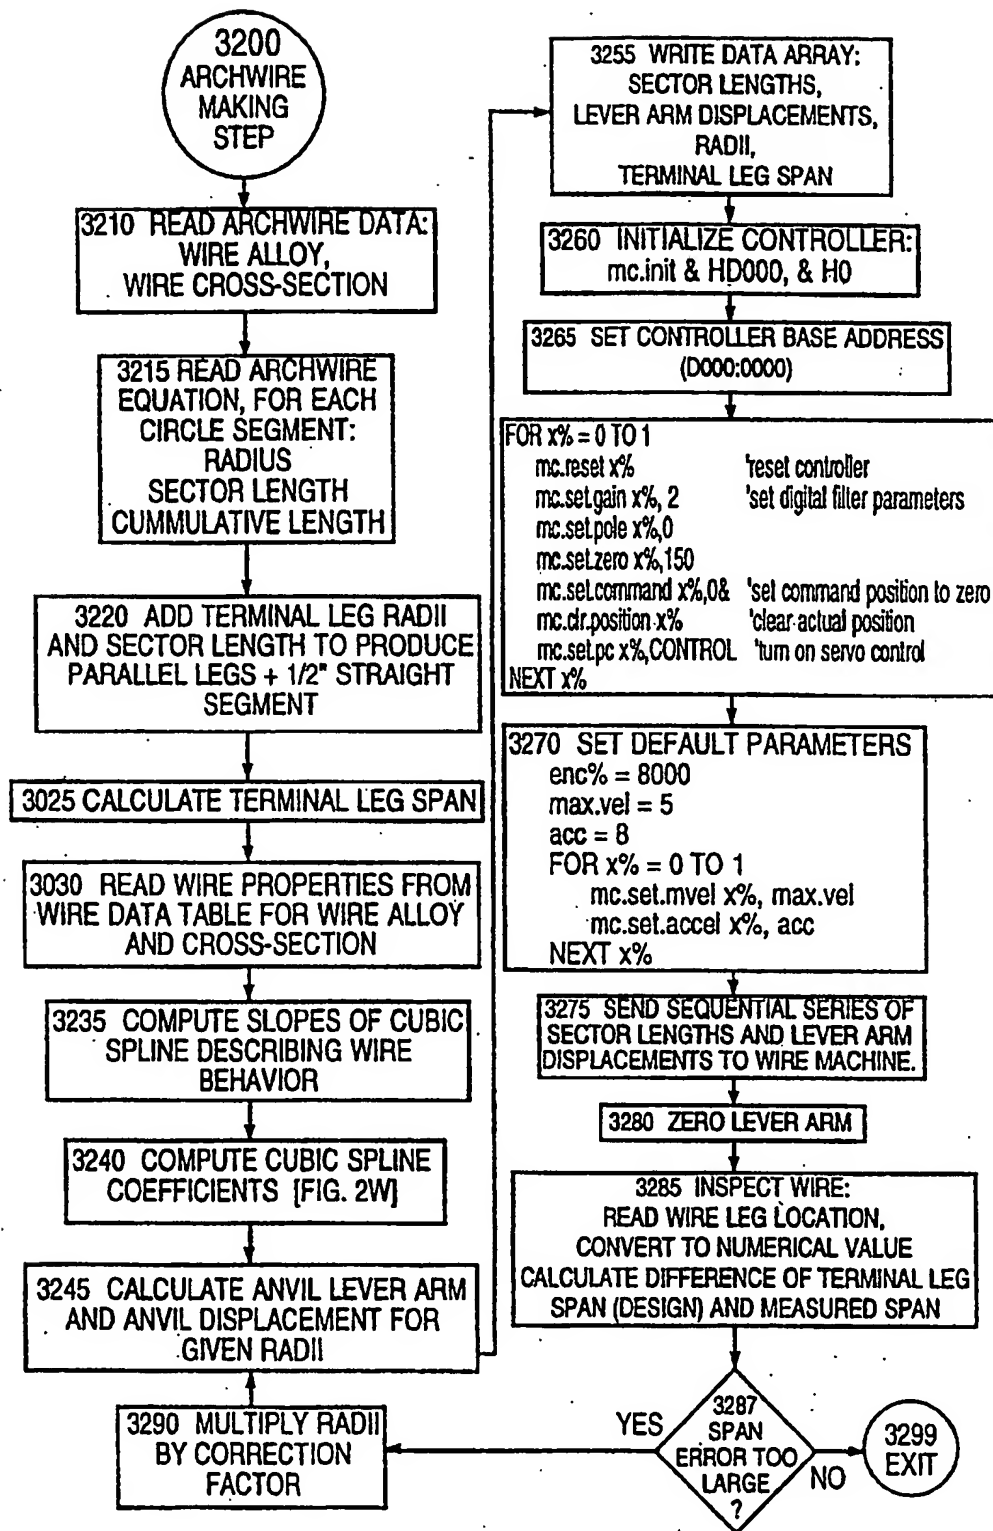 3200
ARCHWIRE
MAKING
STEP
3210 READ ARCHWIRE DATA:
WIRE ALLOY,
WIRE CROSS-SECTION
3215 READ ARCHWIRE
EQUATION, FOR EACH
CIRCLE SEGMENT:
RADIUS
SECTOR LENGTH
CUMMULATIVE LENGTH
3220 ADD TERMINAL LEG RADII
AND SECTOR LENGTH TO PRODUCE
PARALLEL LEGS + 1/2" STRAIGHT
SEGMENT
3025 CALCULATE TERMINAL LEG SPAN
3030 READ WIRE PROPERTIES FROM
WIRE DATA TABLE FOR WIRE ALLOY
AND CROSS-SECTION
3235 COMPUTE SLOPES OF CUBIC
SPLINE DESCRIBING WIRE
BEHAVIOR
3240 COMPUTE CUBIC SPLINE
COEFFICIENTS [FIG. 2W]
3245 CALCULATE ANVIL LEVER ARM
AND ANVIL DISPLACEMENT FOR
GIVEN RADII
3290 MULTIPLY RADII
BY CORRECTION
FACTOR
3255 WRITE DATA ARRAY:
SECTOR LENGTHS,
LEVER ARM DISPLACEMENTS,
RADII,
TERMINAL LEG SPAN
3260 INITIALIZE CONTROLLER:
mc.init & HD000, & H0
3265 SET CONTROLLER BASE ADDRESS
(D000:0000)
FOR x% = 0 TO 1
mc.reset x% 'reset controller
mc.set.gain x%, 2 'set digital filter parameters
mc.set.pole x%,0
mc.set.zero x%,150
mc.set.command x%,0& 'set command position to zero
mc.clr.position x% 'clear actual position
mc.set.pc x%,CONTROL 'turn on servo control
NEXT x%
3270 SET DEFAULT PARAMETERS
enc% = 8000
max.vel = 5
acc = 8
FOR x% = 0 TO 1
mc.set.mvel x%, max.vel
mc.set.accel x%, acc
NEXT x%
3275 SEND SEQUENTIAL SERIES OF
SECTOR LENGTHS AND LEVER ARM
DISPLACEMENTS TO WIRE MACHINE.
3280 ZERO LEVER ARM
3285 INSPECT WIRE:
READ WIRE LEG LOCATION,
CONVERT TO NUMERICAL VALUE
CALCULATE DIFFERENCE OF TERMINAL LEG
SPAN (DESIGN) AND MEASURED SPAN
3287
SPAN
ERROR TOO
LARGE
?
YES
NO
3299
EXIT